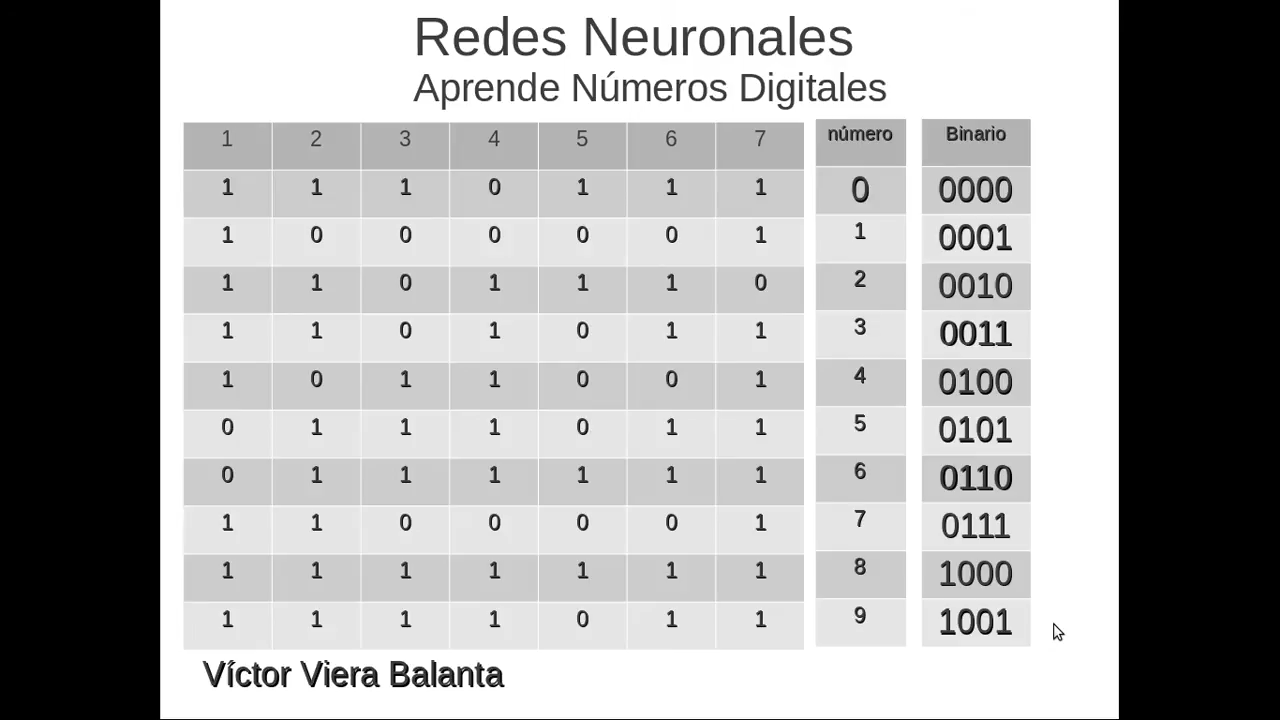 Redes Neuronales
Aprende Números Digitales
1 2 3 4 5 6 7 número Binario
1 1 1 0 1 1 1 0 0000
1 0 0 0 0 0 1 1 0001
1 1 0 1 1 1 0 2 0010
1 1 0 1 0 1 1 3 0011
1 0 1 1 0 0 1 4 0100
0 1 1 1 0 1 1 5 0101
0 1 1 1 1 1 1 6 0110
1 1 0 0 0 0 1 7 0111
1 1 1 1 1 1 1 8 1000
1 1 1 1 0 1 1 9 1001
Víctor Viera Balanta